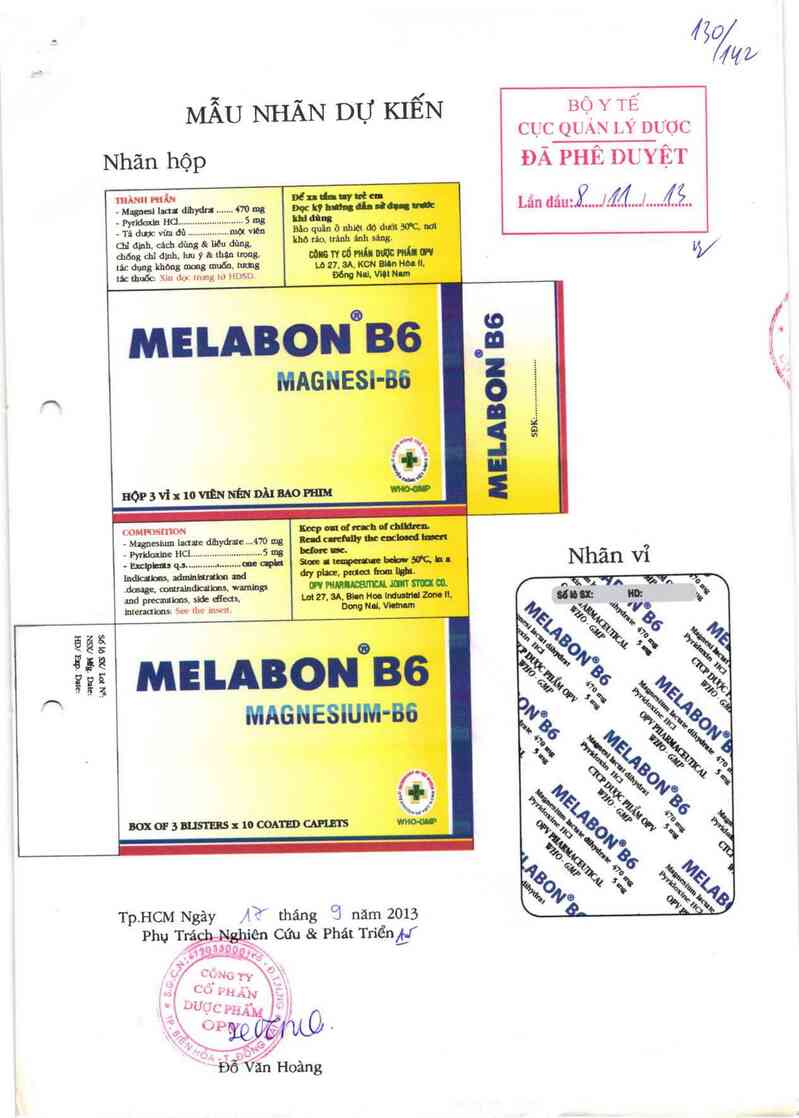 130/142
MẪU NHÃN DỰ KIẾN
BỘ Y TẾ
CỤC QUẢN LÝ DƯỢC
ĐÃ PHÊ DUYỆT
Lần đầu: 8 / 11 / 13
Nhãn hộp
THÀNH PHẦN
- Magnesi lactat dihydrat ...... 470 mg
- Pyridoxin HCl........................ 5 mg
- Tá dược vừa đủ ............... một viên
Chỉ định, cách dùng & liều dùng,
chống chỉ định, lưu ý & thận trọng,
tác dụng không mong muốn, tương
tác thuốc: Xin đọc trong tờ HDSD.
Để xa tầm tay trẻ em
Đọc kỹ hướng dẫn sử dụng trước
khi dùng
Bảo quản ở nhiệt độ dưới 30°C, nơi
khô ráo, tránh ánh sáng.
CÔNG TY CỔ PHẦN DƯỢC PHẨM OPV
Lô 27, 3A, KCN Biên Hòa II,
Đồng Nai, Việt Nam
MELABON® B6
MAGNESI-B6
WHO-GMP
HỘP 3 VỈ x 10 VIÊN NÉN DÀI BAO PHIM
MELABON® B6
SĐK:
COMPOSITION
- Magnesium lactate dihydrate ...470 mg
- Pyridoxine HCl..........................5 mg
- Excipients q.s. .................... one caplet
Indications, administration and
dosage, contraindications, warnings
and precautions, side effects,
interactions: See the insert.
Keep out of reach of children.
Read carefully the enclosed insert
before use.
Store at temperature below 30°C, in a
dry place, protect from light.
OPV PHARMACEUTICAL JOINT STOCK CO.
Lot 27, 3A, Bien Hoa Industrial Zone II,
Dong Nai, Vietnam
Số lô SX/ Lot N°:
NSX/ Mfg. Date:
HD/ Exp. Date:
MELABON® B6
MAGNESIUM-B6
WHO-GMP
BOX OF 3 BLISTERS x 10 COATED CAPLETS
Nhãn vỉ
Số lô SX: HD:
MELABON® B6
Magnesi lactat dihydrat 470 mg
Pyridoxin HCl 5 mg
CTCP DƯỢC PHẨM OPV
WHO - GMP
MELABON® B6
Magnesium lactate dihydrate 470 mg
Pyridoxine HCl 5 mg
OPV PHARMACEUTICAL
WHO - GMP
Tp.HCM Ngày 17 tháng 9 năm 2013
Phụ Trách Nghiên Cứu & Phát Triển
CÔNG TY
CỔ PHẦN
DƯỢC PHẨM
OPV
Đỗ Văn Hoàng